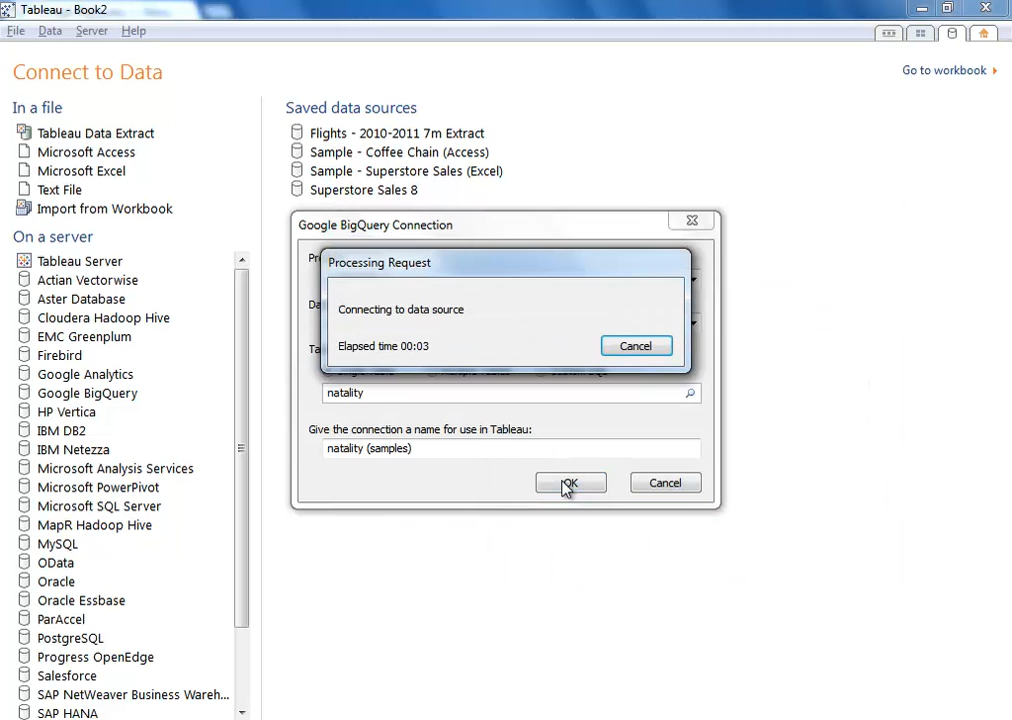 Tableau - Book2
File Data Server Help
Connect to Data
Go to workbook
In a file
Tableau Data Extract
Microsoft Access
Microsoft Excel
Text File
Import from Workbook
On a server
Tableau Server
Actian Vectorwise
Aster Database
Cloudera Hadoop Hive
EMC Greenplum
Firebird
Google Analytics
Google BigQuery
HP Vertica
IBM DB2
IBM Netezza
Microsoft Analysis Services
Microsoft PowerPivot
Microsoft SQL Server
MapR Hadoop Hive
MySQL
OData
Oracle
Oracle Essbase
ParAccel
PostgreSQL
Progress OpenEdge
Salesforce
SAP NetWeaver Business Wareh...
SAP HANA
Saved data sources
Flights - 2010-2011 7m Extract
Sample - Coffee Chain (Access)
Sample - Superstore Sales (Excel)
Superstore Sales 8
Google BigQuery Connection
Processing Request
Connecting to data source
Elapsed time 00:03
Cancel
natality
Give the connection a name for use in Tableau:
natality (samples)
OK Cancel